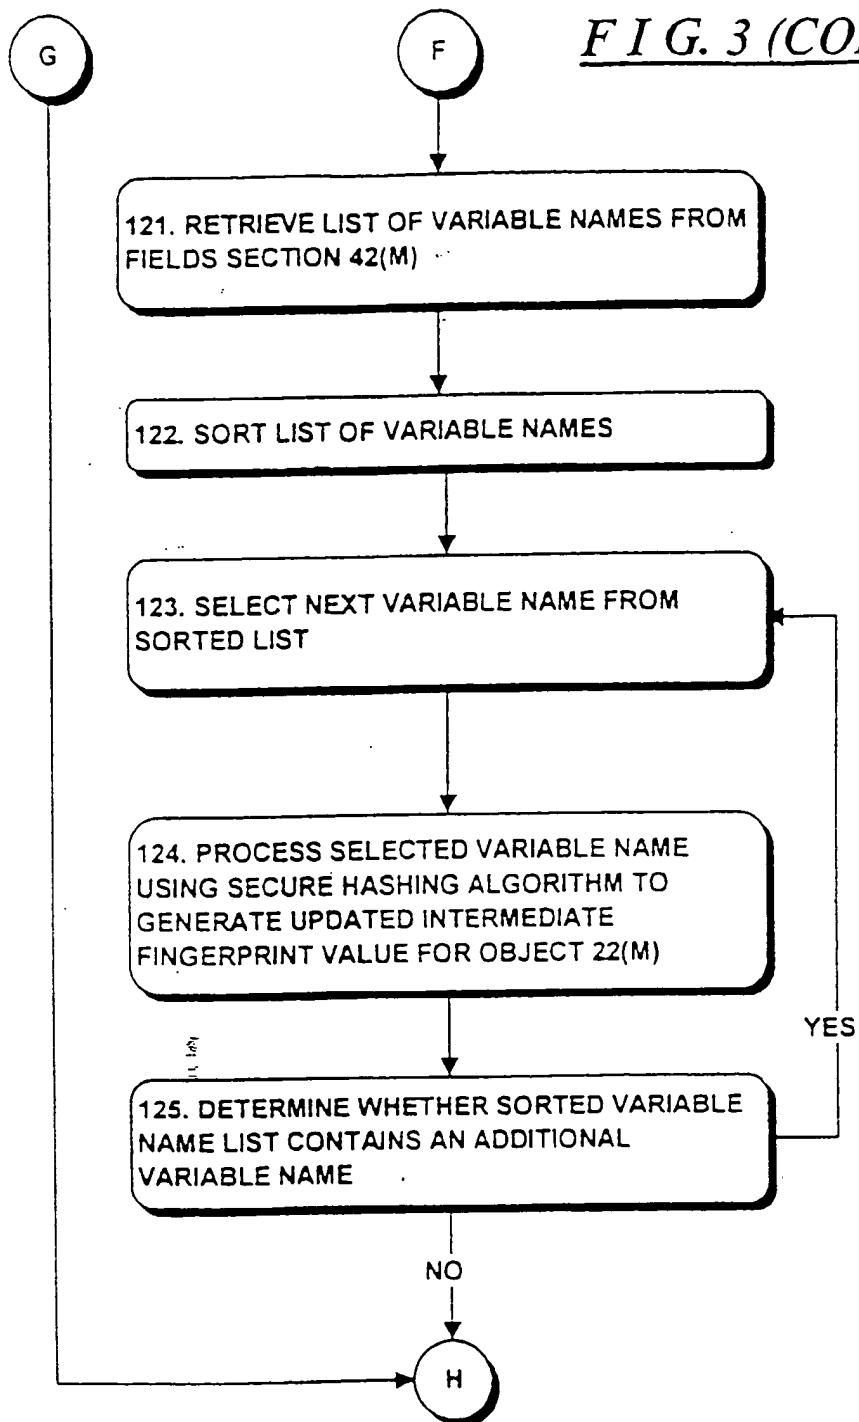 G
F
F I G. 3 (CO
121. RETRIEVE LIST OF VARIABLE NAMES FROM
FIELDS SECTION 42(M)
122. SORT LIST OF VARIABLE NAMES
123. SELECT NEXT VARIABLE NAME FROM
SORTED LIST
124. PROCESS SELECTED VARIABLE NAME
USING SECURE HASHING ALGORITHM TO
GENERATE UPDATED INTERMEDIATE
FINGERPRINT VALUE FOR OBJECT 22(M)
YES
125. DETERMINE WHETHER SORTED VARIABLE
NAME LIST CONTAINS AN ADDITIONAL
VARIABLE NAME
NO
H